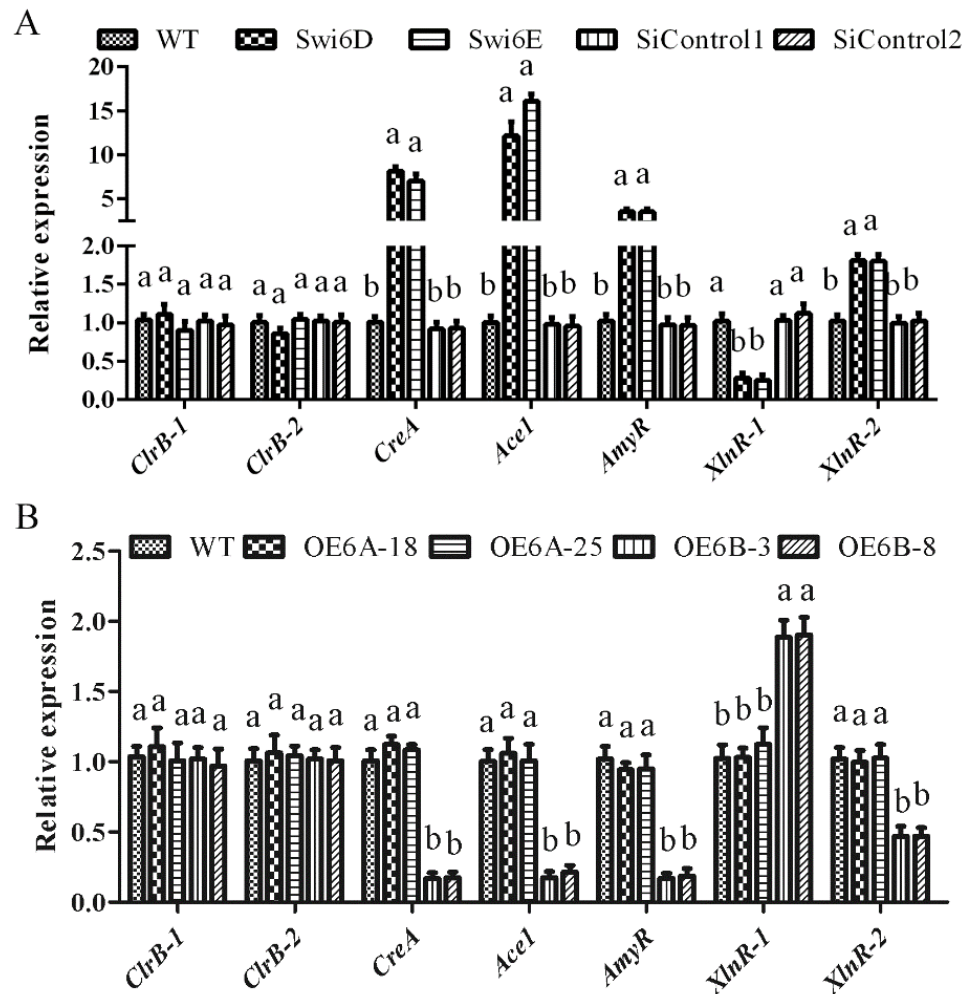 A
WT Swi6D Swi6E SiControl1 SiControl2
Relative expression
20
15
10
5
2.0
1.5
1.0
0.5
0.0
a a a a a
a a a a a
b a a b b
b a a b b
b a a b b
a b b a a
b a a b b
ClrB-1 ClrB-2 CreA Ace1 AmyR XlnR-1 XlnR-2
B
WT OE6A-18 OE6A-25 OE6B-3 OE6B-8
Relative expression
2.5
2.0
1.5
1.0
0.5
0.0
a a a a a
a a a a a
a a a b b
a a a b b
a a a b b
b b b a a
a a a b b
ClrB-1 ClrB-2 CreA Ace1 AmyR XlnR-1 XlnR-2